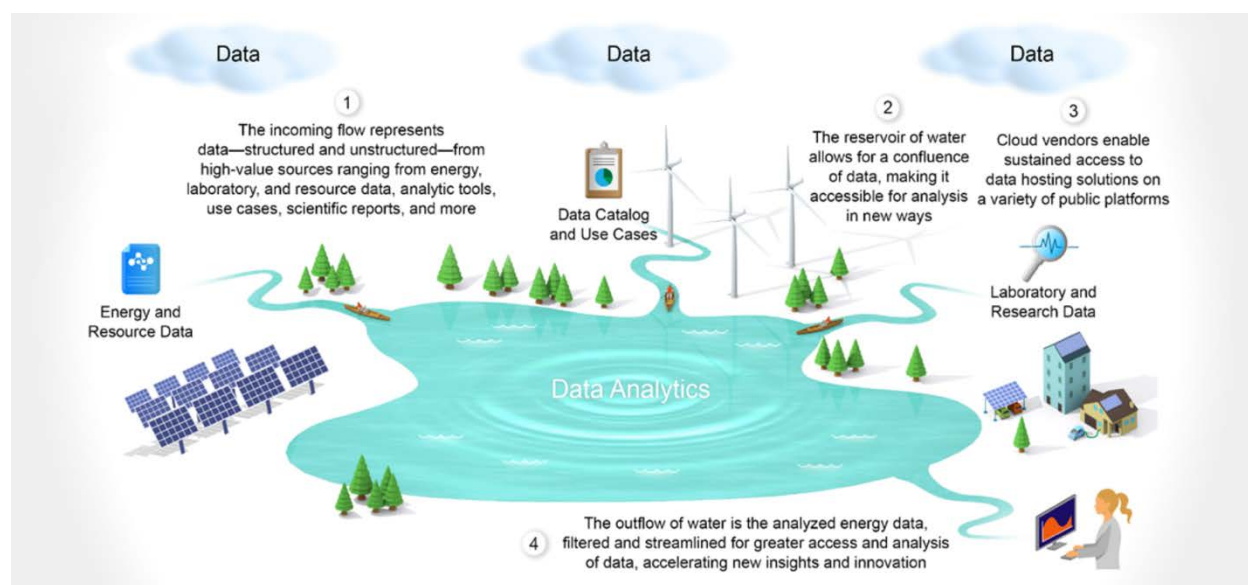 Data
Data
Data
1
The incoming flow represents
data—structured and unstructured—from
high-value sources ranging from energy,
laboratory, and resource data, analytic tools,
use cases, scientific reports, and more
2
The reservoir of water
allows for a confluence
of data, making it
accessible for analysis
in new ways
3
Cloud vendors enable
sustained access to
data hosting solutions on
a variety of public platforms
Data Catalog
and Use Cases
Energy and
Resource Data
Laboratory and
Research Data
Data Analytics
4
The outflow of water is the analyzed energy data,
filtered and streamlined for greater access and analysis
of data, accelerating new insights and innovation